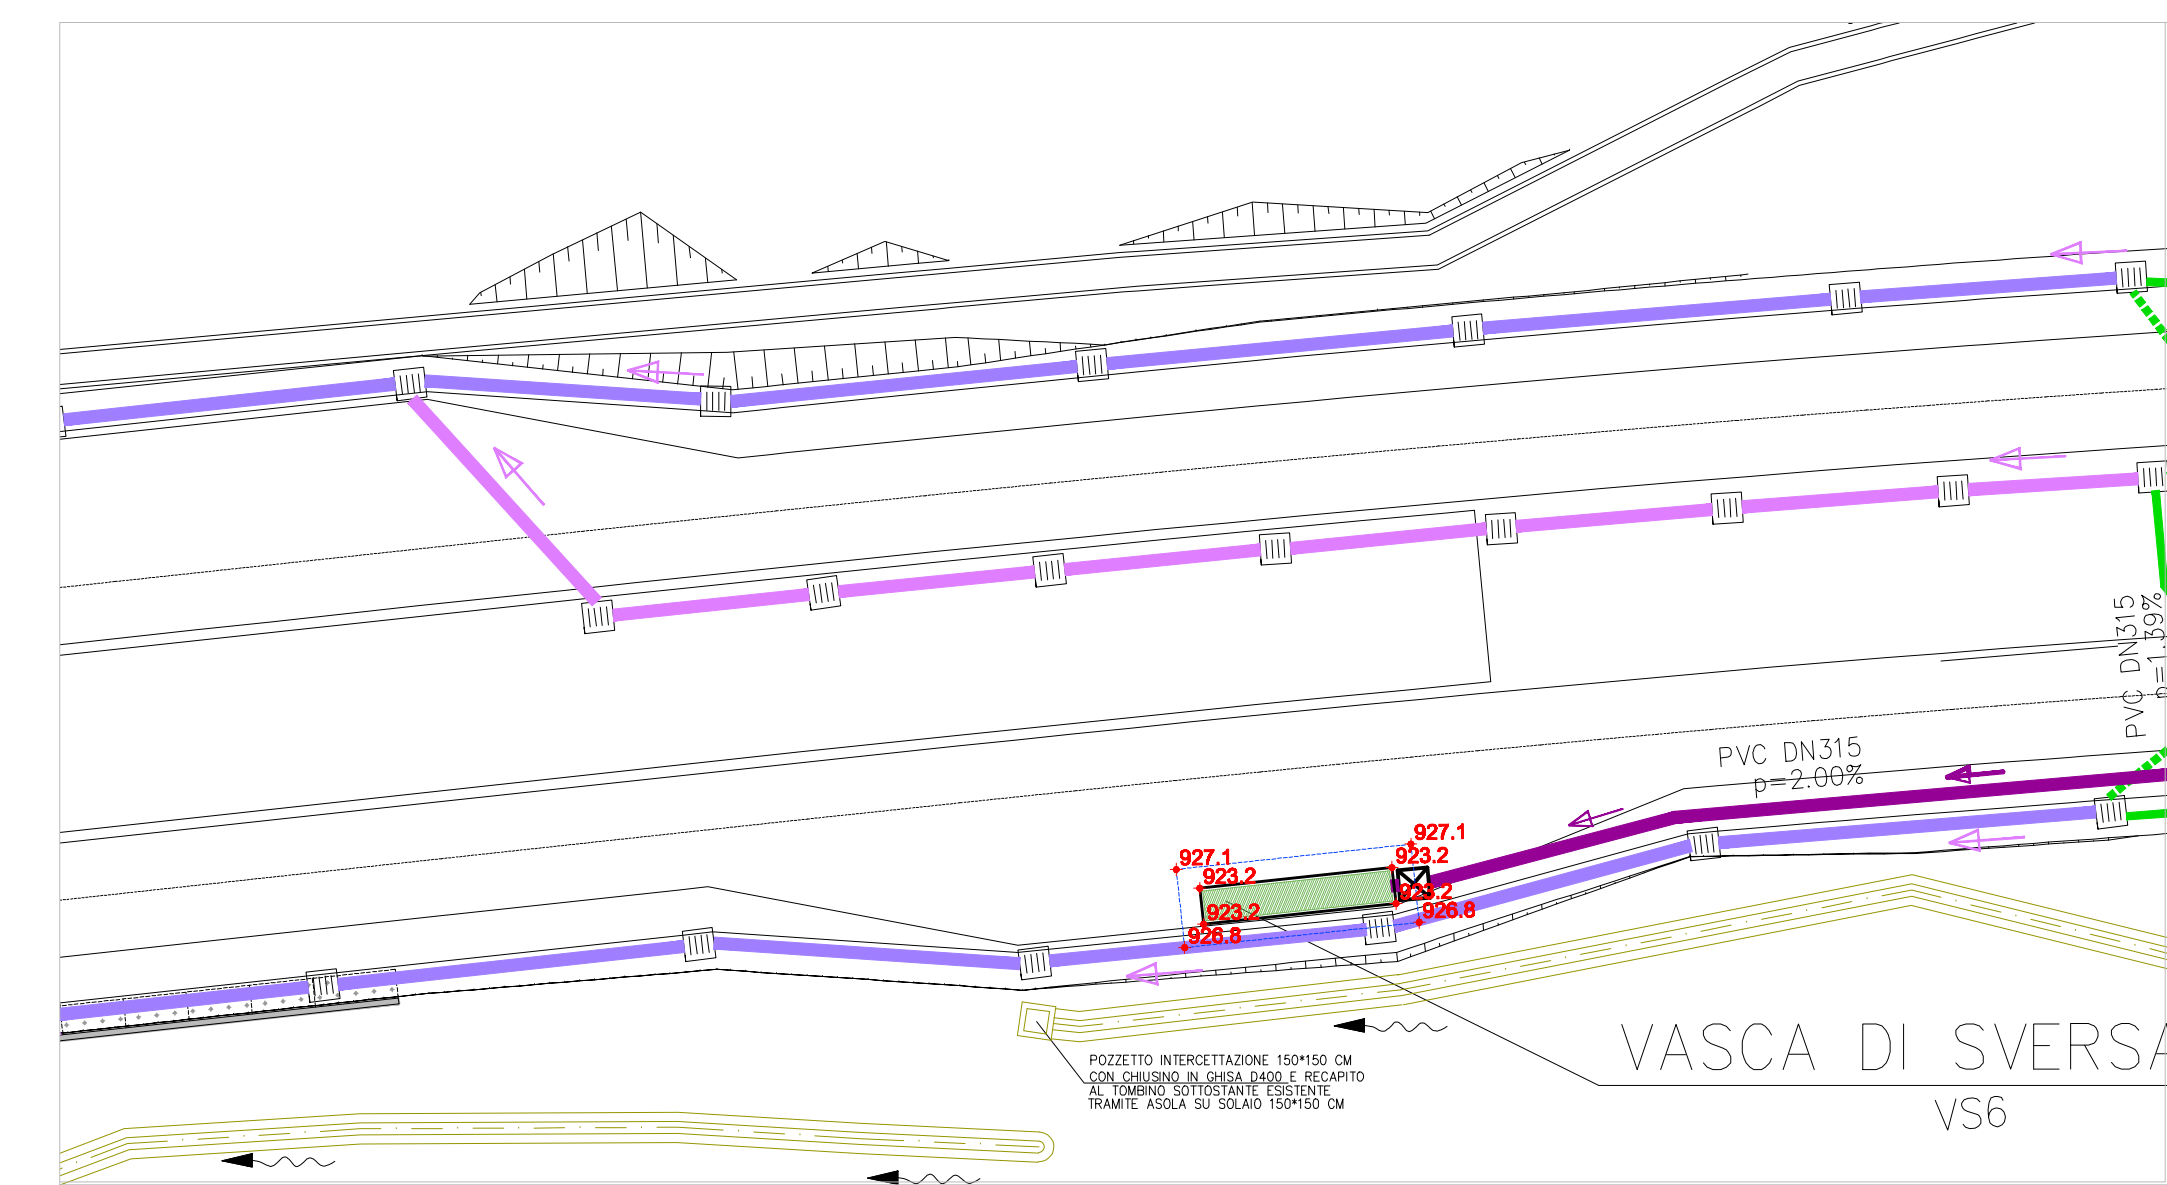 PVC DN315
p=1.39%
PVC DN315
p=2.00%
927.1
927.1
923.2
923.2
923.2
923.2
926.8
926.8
POZZETTO INTERCETTAZIONE 150*150 CM
CON CHIUSINO IN GHISA D400 E RECAPITO
AL TOMBINO SOTTOSTANTE ESISTENTE
TRAMITE ASOLA SU SOLAIO 150*150 CM
VASCA DI SVERSA
VS6